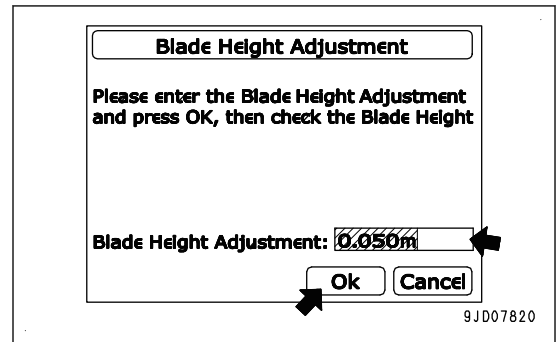 Blade Height Adjustment
Please enter the Blade Height Adjustment
and press OK, then check the Blade Height
Blade Height Adjustment: 0.050m
Ok Cancel
9JD07820